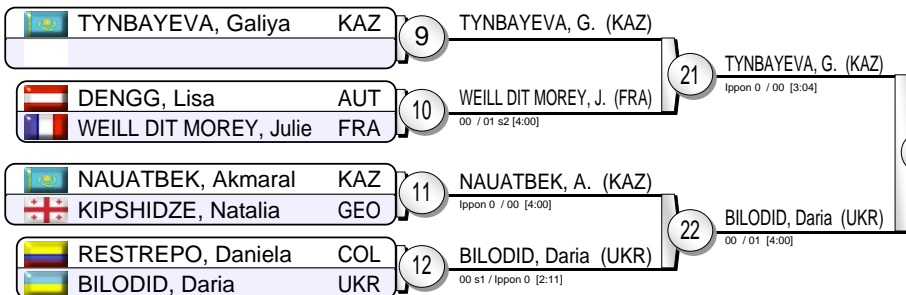 TYNBAYEVA, Galiya KAZ
9
TYNBAYEVA, G. (KAZ)
21
TYNBAYEVA, G. (KAZ)
Ippon 0 / 00 [3:04]
DENGG, Lisa AUT
WEILL DIT MOREY, Julie FRA
10
WEILL DIT MOREY, J. (FRA)
00 / 01 s2 [4:00]
NAUATBEK, Akmaral KAZ
KIPSHIDZE, Natalia GEO
11
NAUATBEK, A. (KAZ)
Ippon 0 / 00 [4:00]
22
BILODID, Daria (UKR)
00 / 01 [4:00]
RESTREPO, Daniela COL
BILODID, Daria UKR
12
BILODID, Daria (UKR)
00 s1 / Ippon 0 [2:11]